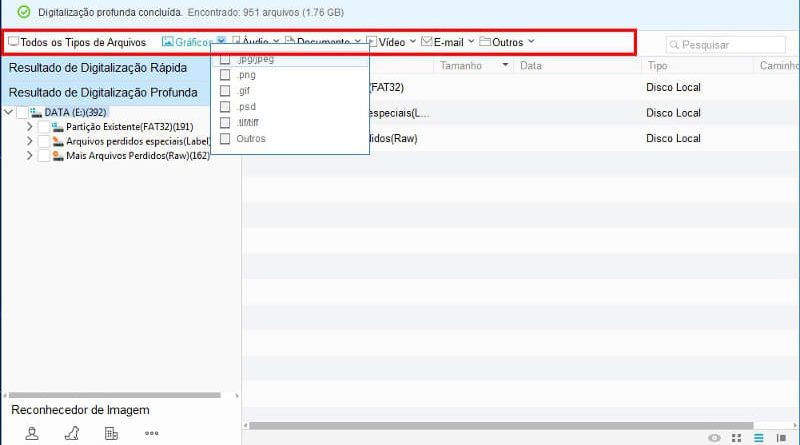 Digitalização profunda concluída. Encontrado: 951 arquivos (1.76 GB)
Todos os Tipos de Arquivos Gráficos Áudio Documento Vídeo E-mail Outros Pesquisar
Resultado de Digitalização Rápida
Resultado de Digitalização Profunda
DATA (E:)(392)
Partição Existente(FAT32)(191)
Arquivos perdidos especiais(Label)
Mais Arquivos Perdidos(Raw)(162)
.jpg/jpeg
.png
.gif
.psd
.tif/tiff
Outros
Tamanho Data Tipo Caminho
(FAT32) Disco Local
especiais(L... Disco Local
didos(Raw) Disco Local
Reconhecedor de Imagem